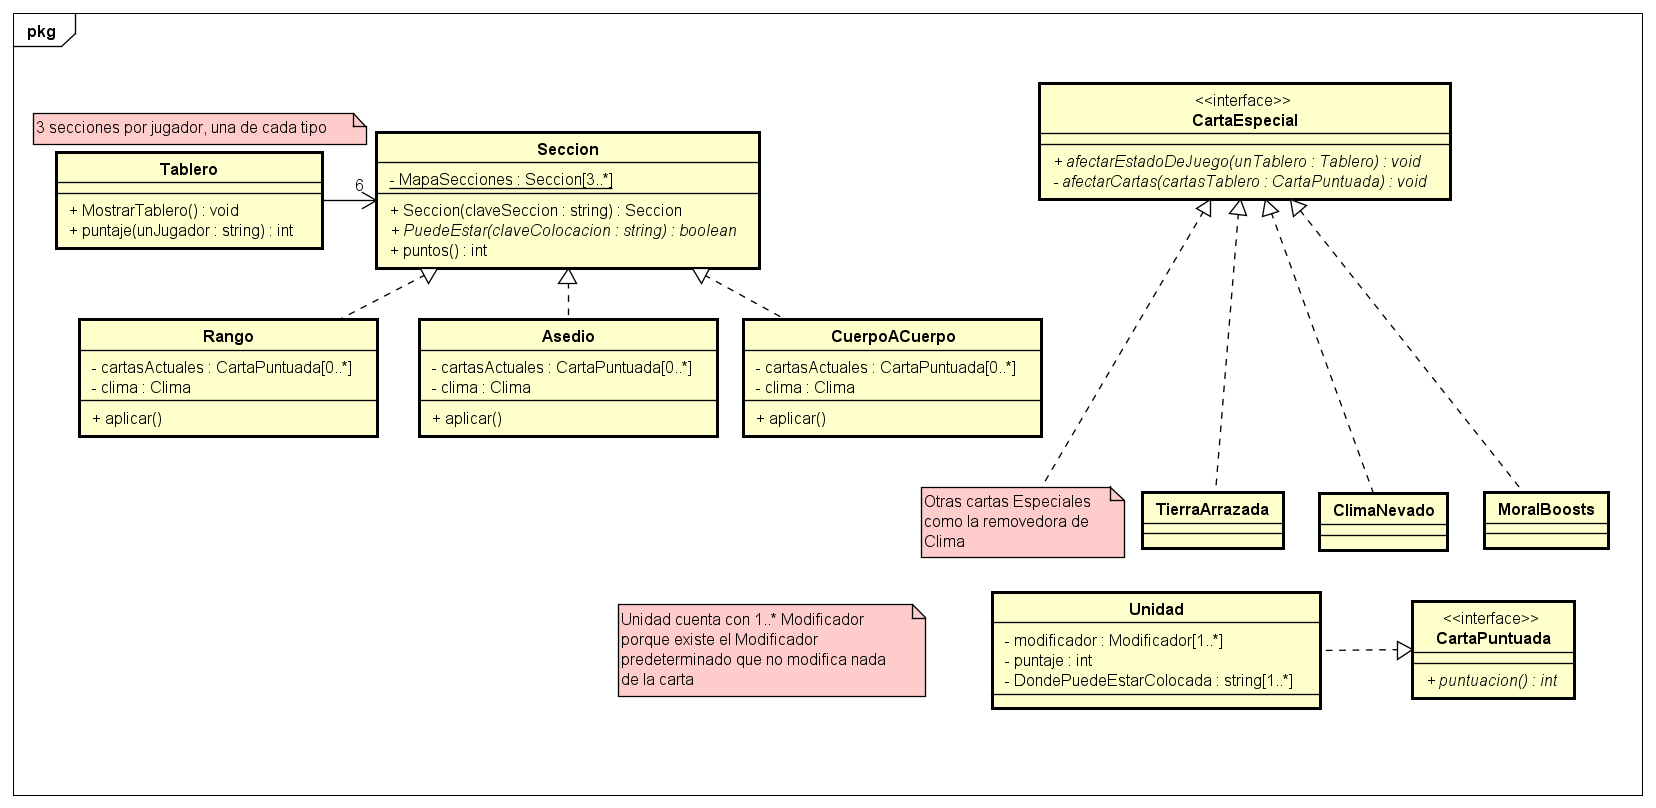 pkg
3 secciones por jugador, una de cada tipo
Tablero
+ MostrarTablero() : void
+ puntaje(unJugador : string) : int
6
Seccion
- MapaSecciones : Seccion[3..*]
+ Seccion(claveSeccion : string) : Seccion
+ PuedeEstar(claveColocacion : string) : boolean
+ puntos() : int
<<interface>>
CartaEspecial
+ afectarEstadoDeJuego(unTablero : Tablero) : void
- afectarCartas(cartasTablero : CartaPuntuada) : void
Rango
- cartasActuales : CartaPuntuada[0..*]
- clima : Clima
+ aplicar()
Asedio
- cartasActuales : CartaPuntuada[0..*]
- clima : Clima
+ aplicar()
CuerpoACuerpo
- cartasActuales : CartaPuntuada[0..*]
- clima : Clima
+ aplicar()
Otras cartas Especiales
como la removedora de
Clima
TierraArrazada
ClimaNevado
MoralBoosts
Unidad cuenta con 1..* Modificador
porque existe el Modificador
predeterminado que no modifica nada
de la carta
Unidad
- modificador : Modificador[1..*]
- puntaje : int
- DondePuedeEstarColocada : string[1..*]
<<interface>>
CartaPuntuada
+ puntuacion() : int